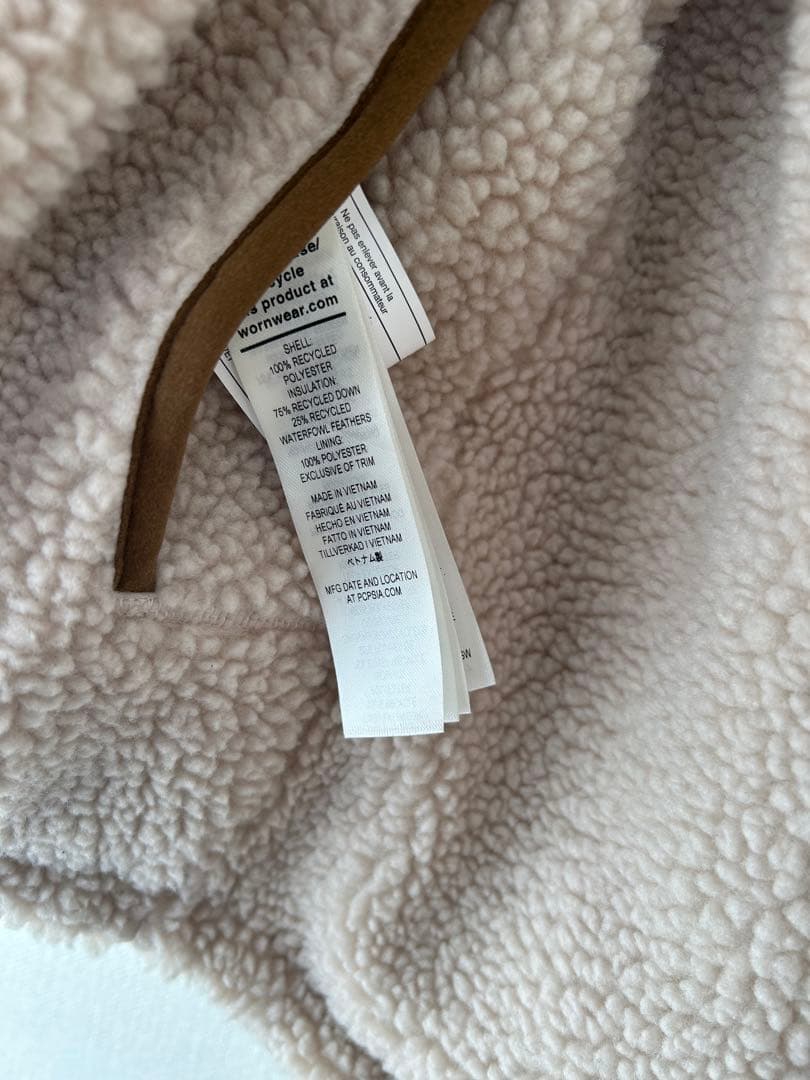 Ne pas enlever avant la
vraison au consommateur
se/
cycle
s product at
wornwear.com
SHELL:
100% RECYCLED
POLYESTER
INSULATION:
75% RECYCLED DOWN
25% RECYCLED
WATERFOWL FEATHERS
LINING:
100% POLYESTER
EXCLUSIVE OF TRIM
MADE IN VIETNAM
FABRIQUÉ AU VIETNAM
HECHO EN VIETNAM
FATTO IN VIETNAM
TILLVERKAD I VIETNAM
ベトナム製
MFG DATE AND LOCATION
AT PCPSIA.COM